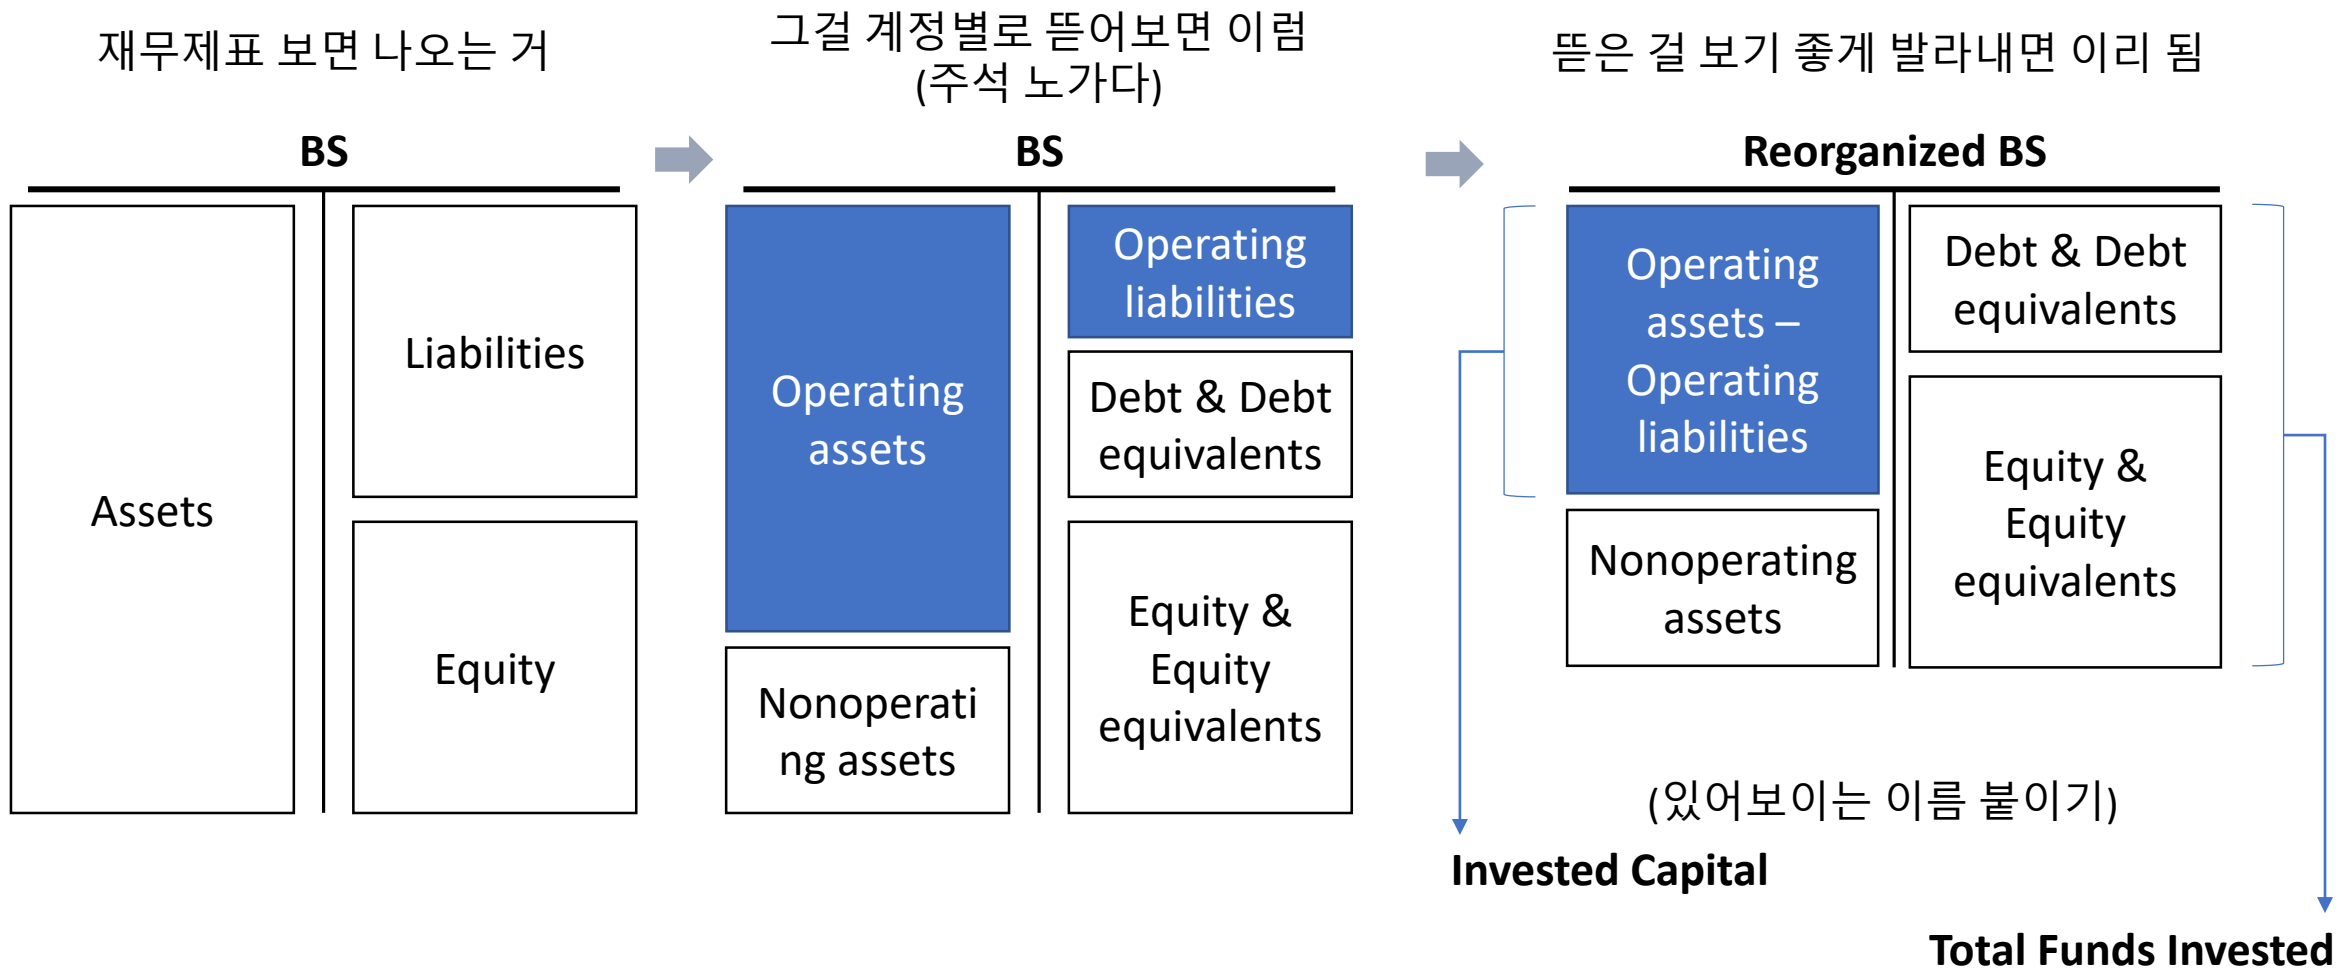 재무제표 보면 나오는 거
그걸 계정별로 뜯어보면 이럼
(주석 노가다)
뜯은 걸 보기 좋게 발라내면 이리 됨
BS
Assets
Liabilities
Equity
BS
Operating
assets
Nonoperati
ng assets
Operating
liabilities
Debt & Debt
equivalents
Equity &
Equity
equivalents
Reorganized BS
Operating
assets –
Operating
liabilities
Nonoperating
assets
Debt & Debt
equivalents
Equity &
Equity
equivalents
(있어보이는 이름 붙이기)
Invested Capital
Total Funds Invested